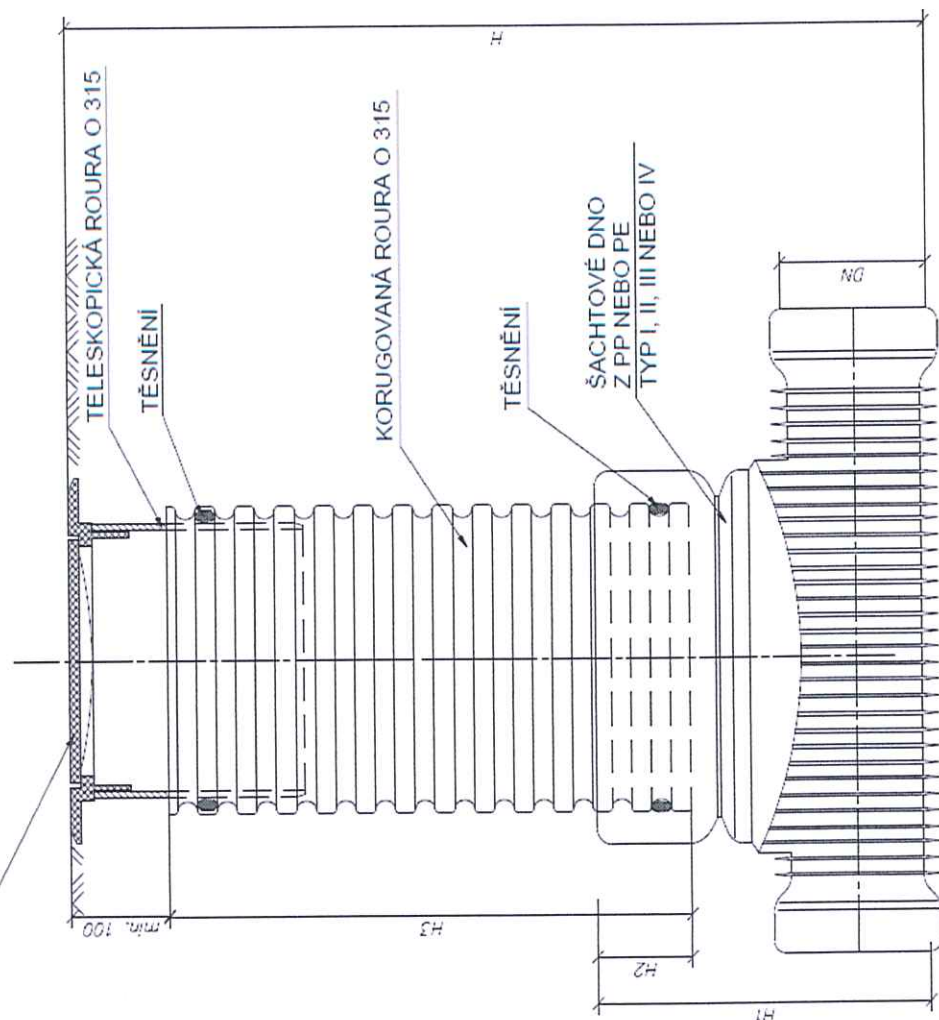 H
TELESKOPICKÁ ROURA O 315
TĚSNĚNÍ
KORUGOVANÁ ROURA O 315
TĚSNĚNÍ
ŠACHTOVÉ DNO
Z PP NEBO PE
TYP I, II, III NEBO IV
DN
min. 100
H3
H2
H1